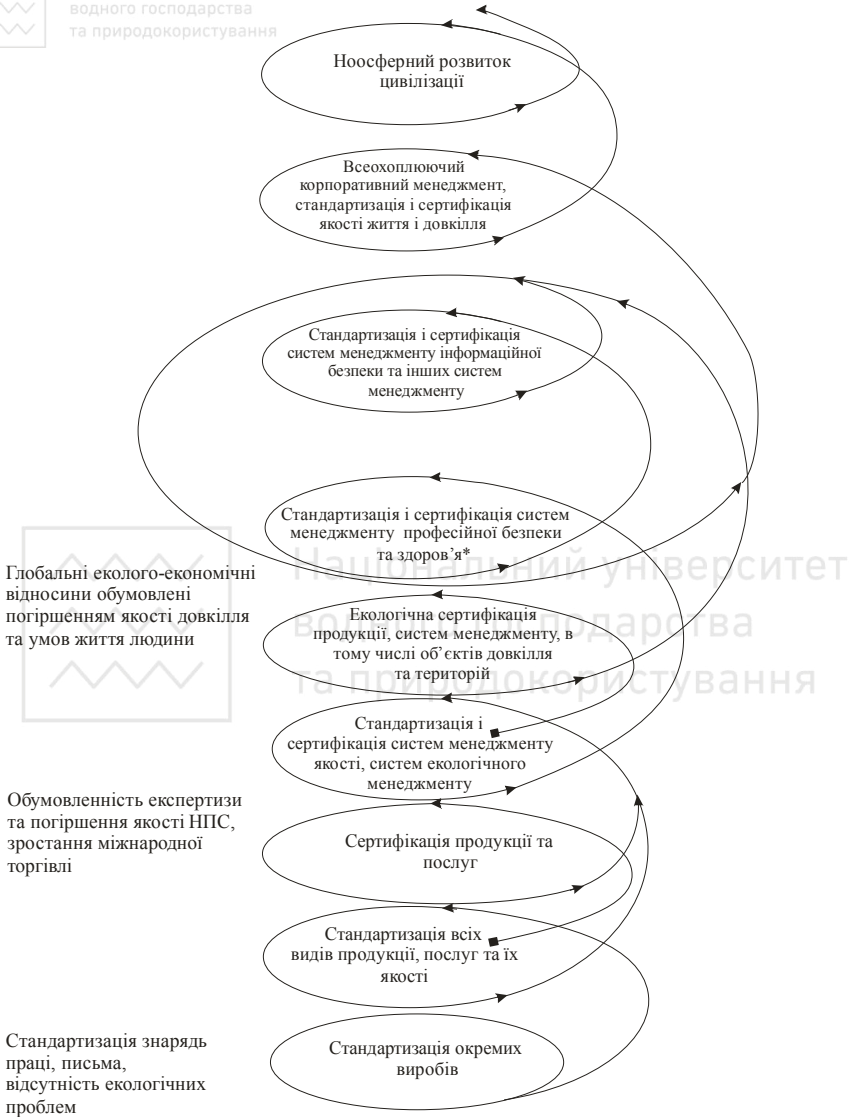 водного господарства
та природокористування
Ноосферний розвиток
цивілізації
Всеохоплюючий
корпоративний менеджмент,
стандартизація і сертифікація
якості життя і довкілля
Стандартизація і сертифікація
систем менеджменту інформаційної
безпеки та інших систем
менеджменту
Стандартизація і сертифікація систем
менеджменту професійної безпеки
та здоров’я*
Національний університет
водного господарства
та природокористування
Глобальні еколого-економічні
відносини обумовлені
погіршенням якості довкілля
та умов життя людини
Екологічна сертифікація
продукції, систем менеджменту, в
тому числі об’єктів довкілля
та територій
Стандартизація і
сертифікація систем менеджменту
якості, систем екологічного
менеджменту
Обумовленність експертизи
та погіршення якості НПС,
зростання міжнародної
торгівлі
Сертифікація продукції та
послуг
Стандартизація всіх
видів продукції, послуг та їх
якості
Стандартизація знарядь
праці, письма,
відсутність екологічних
проблем
Стандартизація окремих
виробів